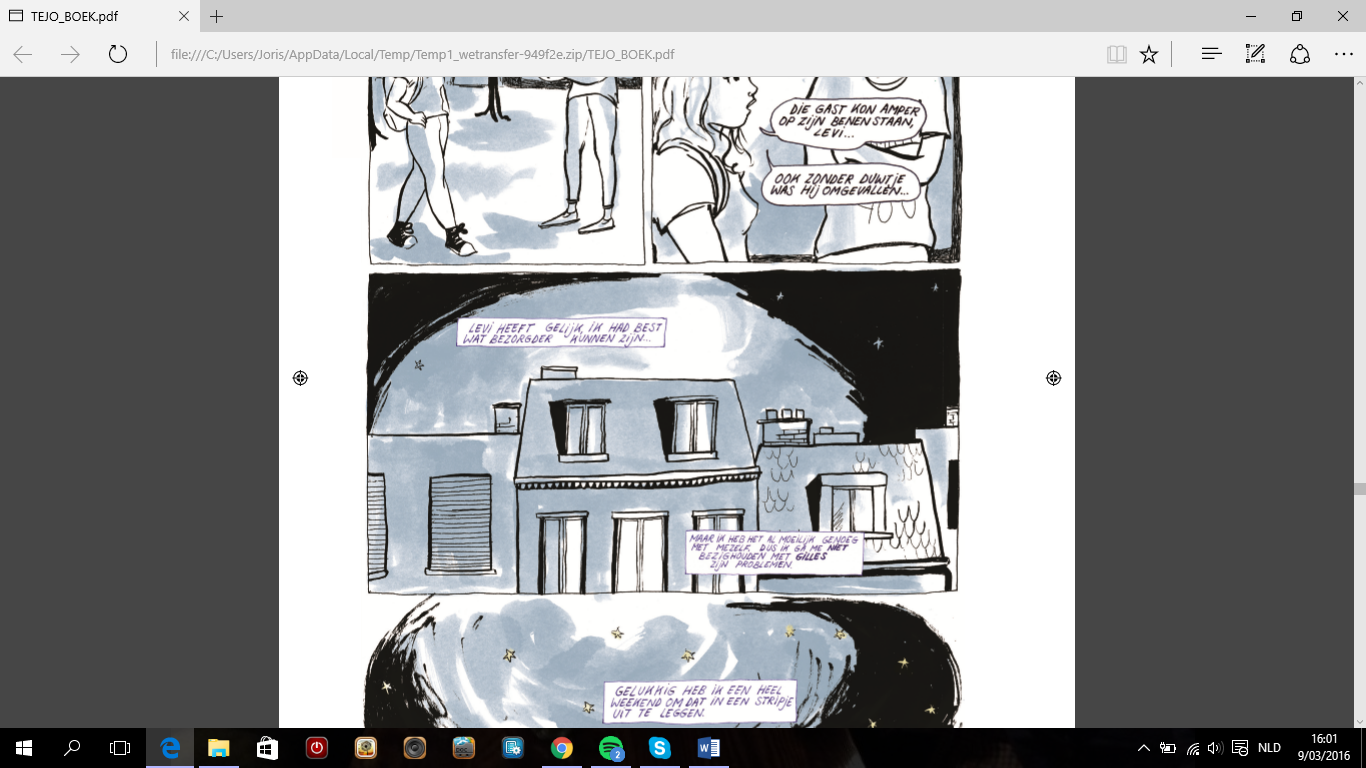 TEJO_BOEK.pdf
file:///C:/Users/Joris/AppData/Local/Temp/Temp1_wetransfer-949f2e.zip/TEJO_BOEK.pdf
DIE GAST KON AMPER
OP ZIJN BENEN STAAN,
LEVI...
OOK ZONDER DUWTJE
WAS HIJ OMGEVALLEN...
LEVI HEEFT GELIJK, IK HAD BEST
WAT BEZORGDER KUNNEN ZIJN...
MAAR IK HEB HET AL MOEILIJK GENOEG
MET MEZELF, DUS IK GA ME NIET
BEZIGHOUDEN MET GILLES
ZIJN PROBLEMEN.
GELUKKIG HEB IK EEN HEEL
WEEKEND OM DAT IN EEN STRIPJE
UIT TE LEGGEN.
2
NLD
16:01
9/03/2016